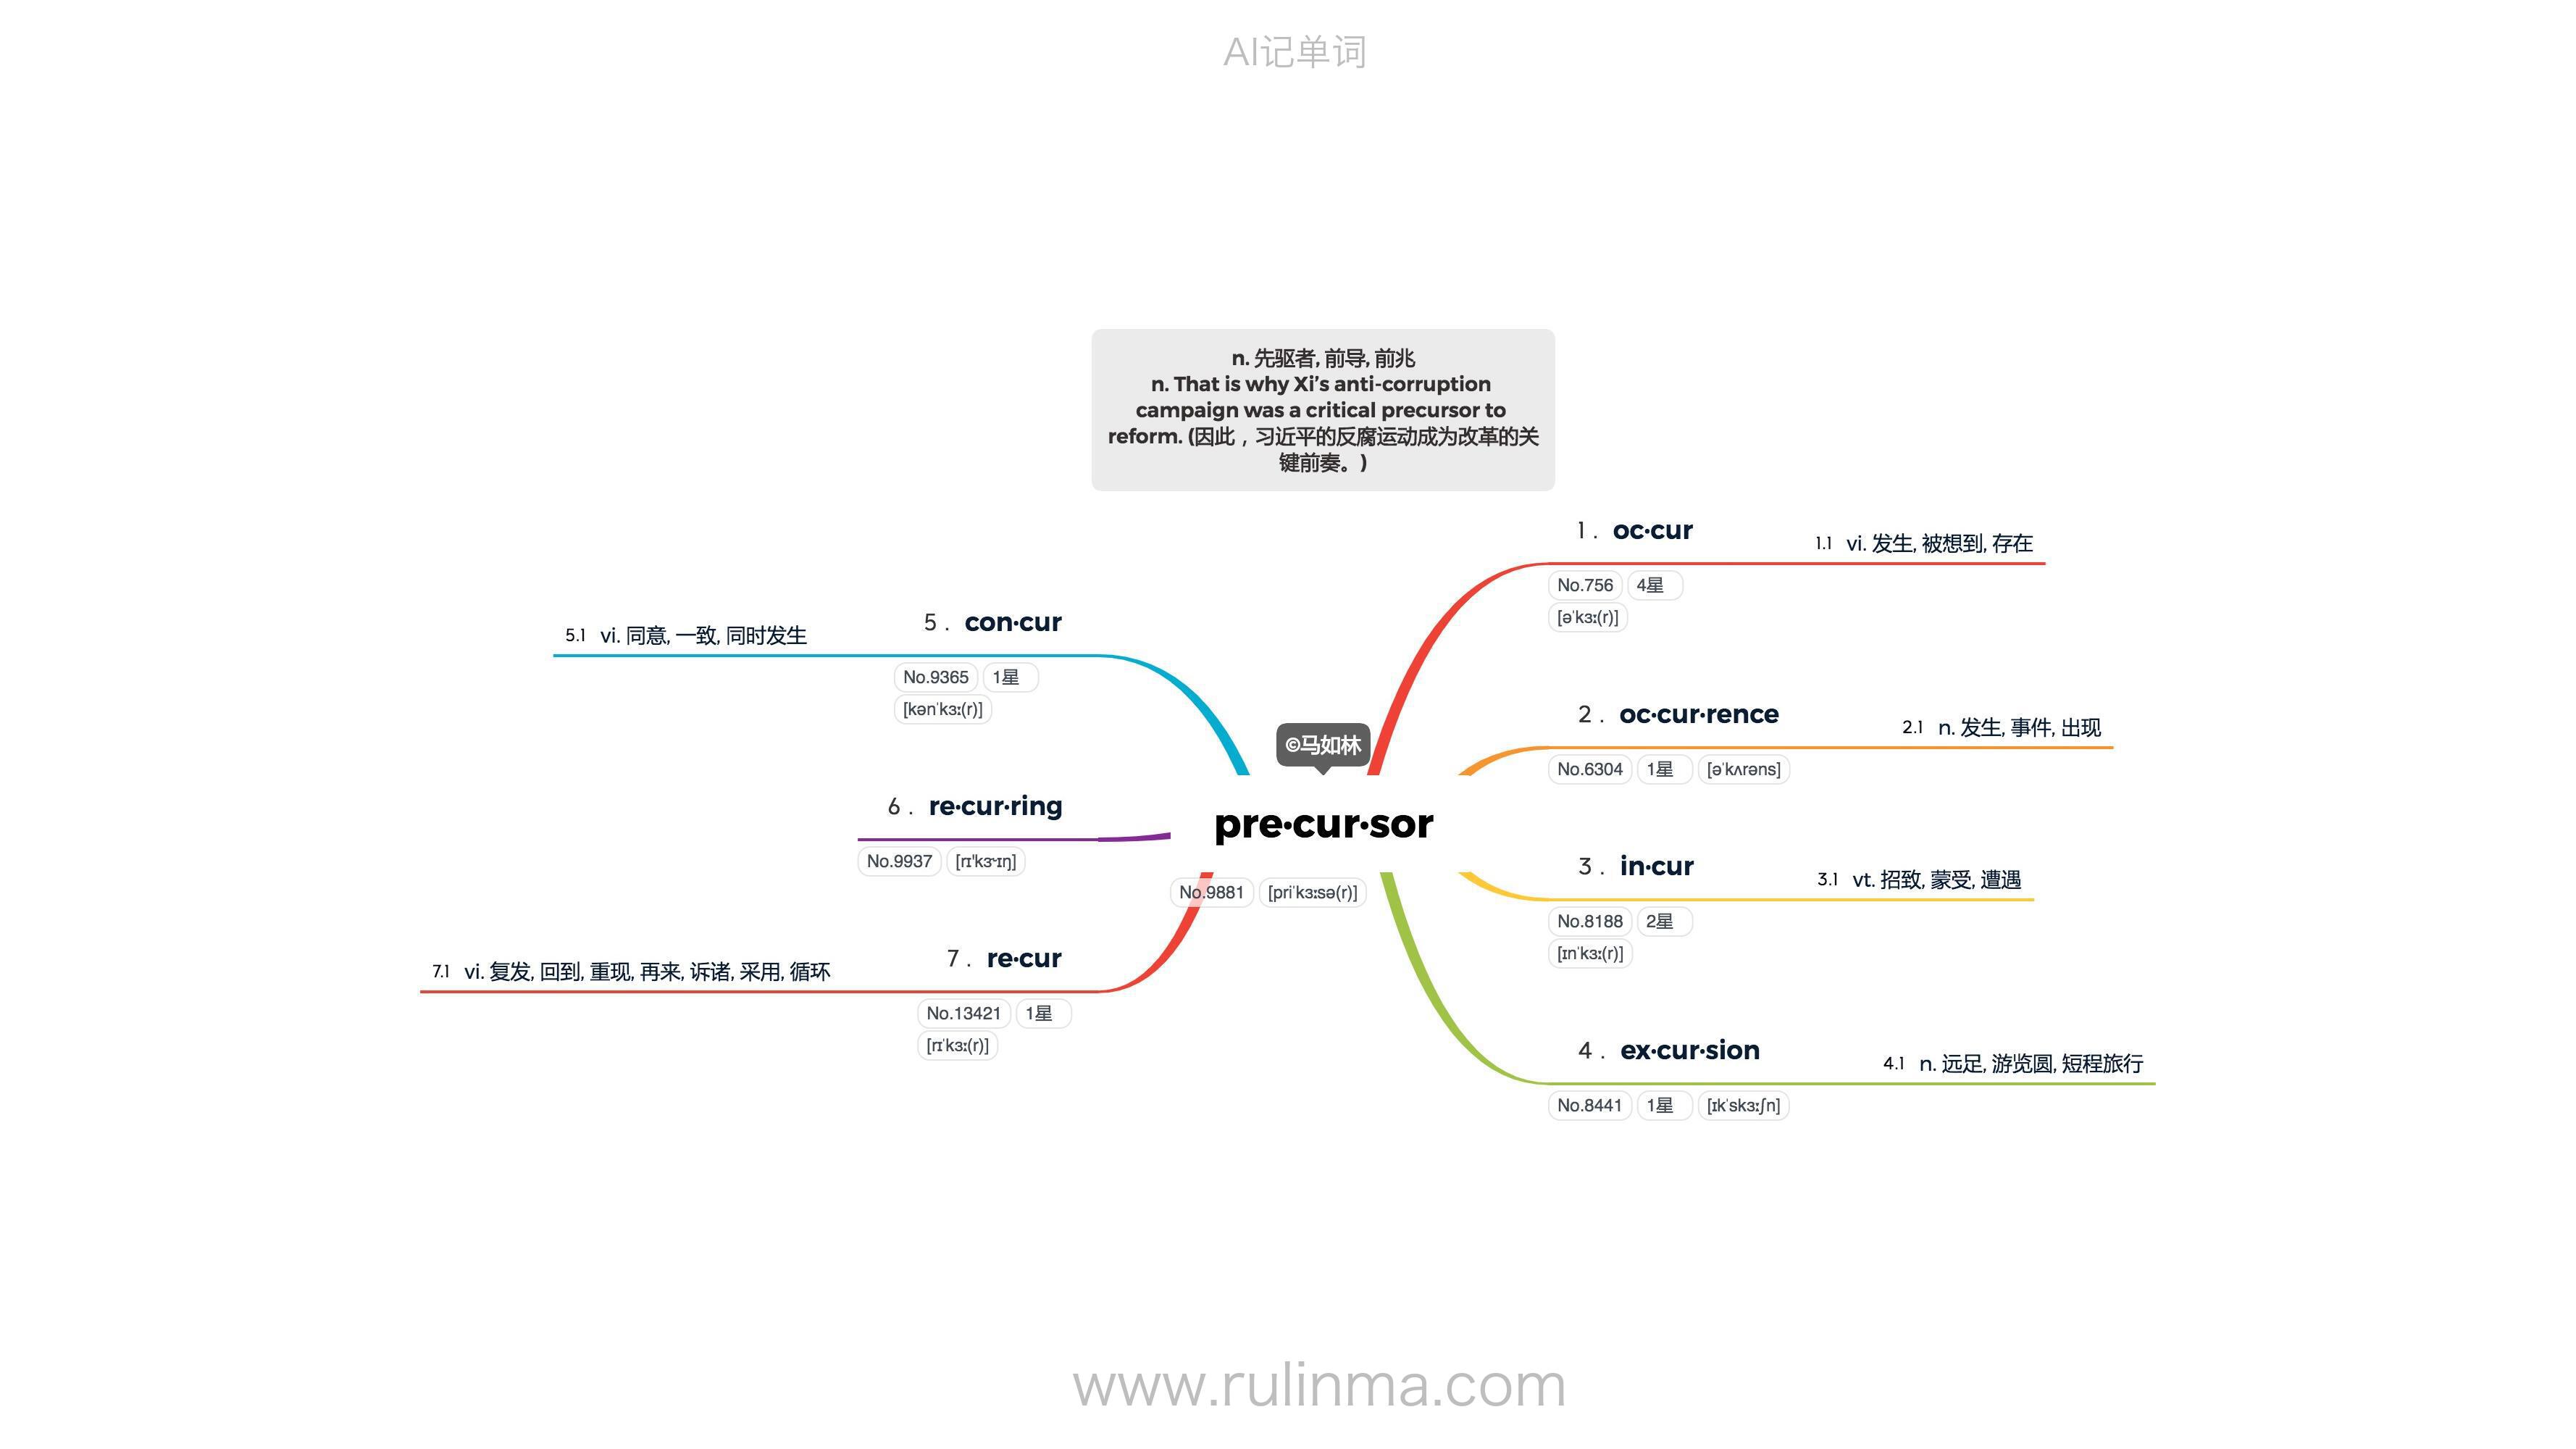 AI记单词
n. 先驱者, 前导, 前兆
n. That is why Xi’s anti-corruption
campaign was a critical precursor to
reform. (因此，习近平的反腐运动成为改革的关
键前奏。)
©马如林
pre·cur·sor
No.9881 [priˈkɜːsə(r)]
1 . oc·cur
No.756 4星
[əˈkɜː(r)]
1.1 vi. 发生, 被想到, 存在
2 . oc·cur·rence
No.6304 1星 [əˈkʌrəns]
2.1 n. 发生, 事件, 出现
3 . in·cur
No.8188 2星
[ɪnˈkɜː(r)]
3.1 vt. 招致, 蒙受, 遭遇
4 . ex·cur·sion
No.8441 1星 [ɪkˈskɜːʃn]
4.1 n. 远足, 游览圆, 短程旅行
5 . con·cur
No.9365 1星
[kənˈkɜː(r)]
5.1 vi. 同意, 一致, 同时发生
6 . re·cur·ring
No.9937 [rɪ'kɝɪŋ]
7 . re·cur
No.13421 1星
[rɪˈkɜː(r)]
7.1 vi. 复发, 回到, 重现, 再来, 诉诸, 采用, 循环
www.rulinma.com